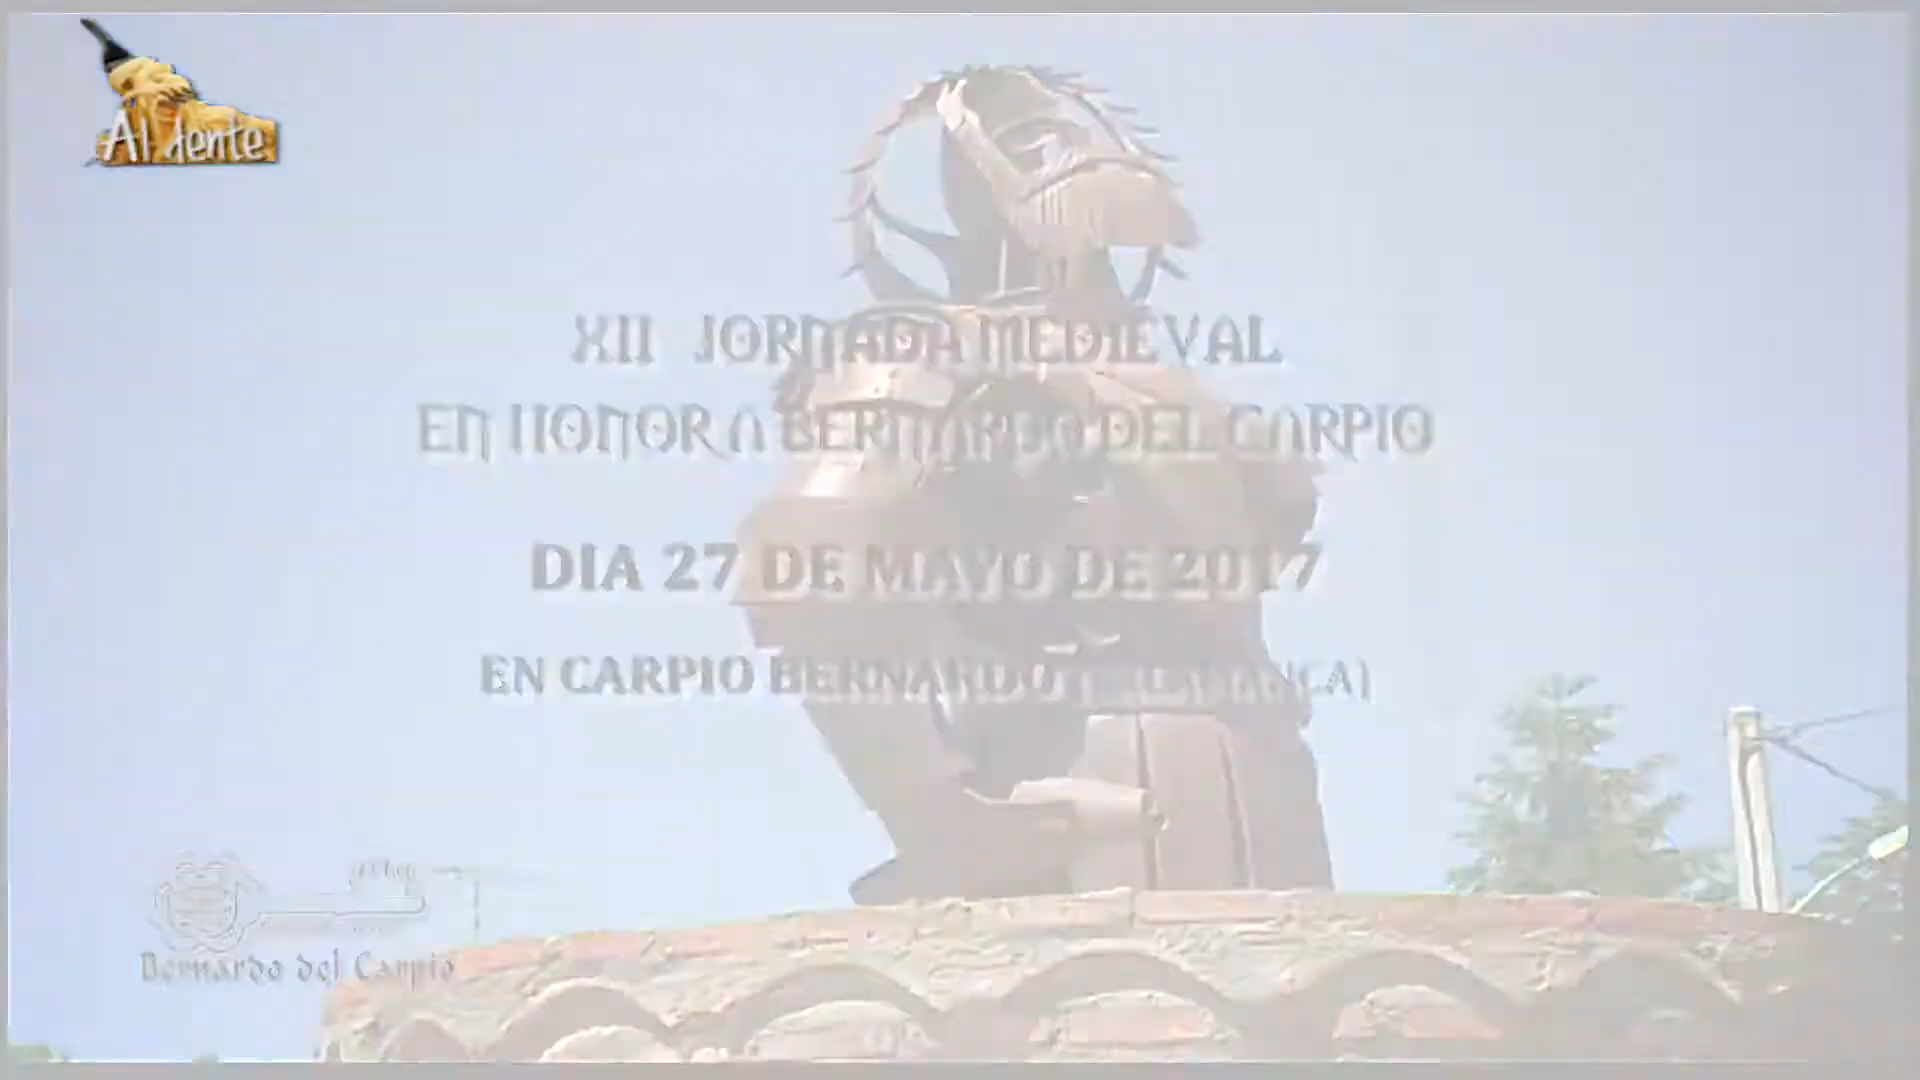 Al dente
XII JORNADA MEDIEVAL
EN HONOR A BERNARDO DEL CARPIO
DIA 27 DE MAYO DE 2017
EN CARPIO BERNARDO (SALAMANCA)
Bernardo del Carpio